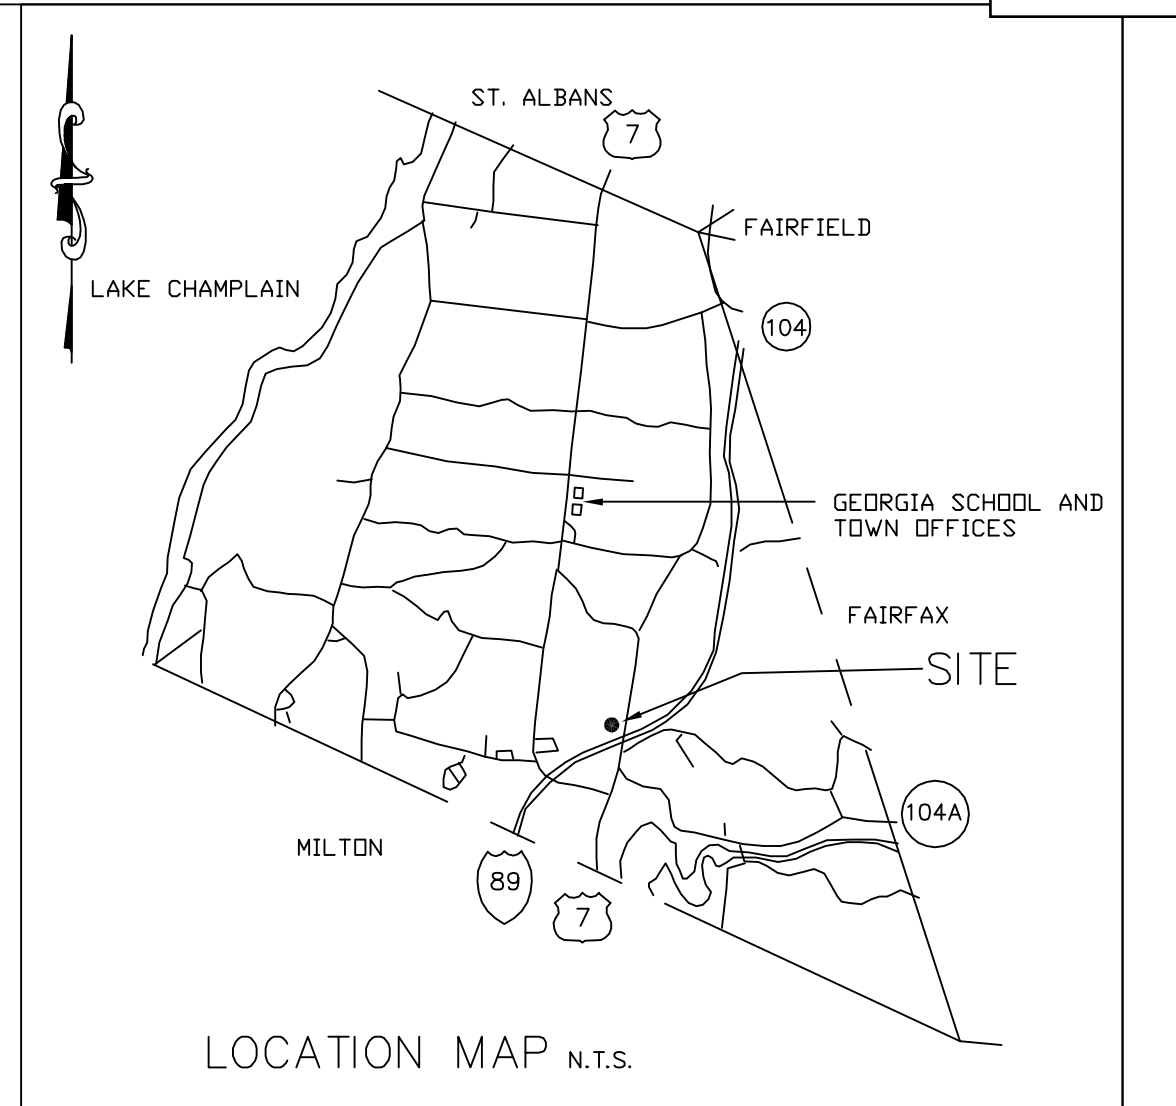 ST. ALBANS
7
FAIRFIELD
LAKE CHAMPLAIN
104
GEORGIA SCHOOL AND
TOWN OFFICES
FAIRFAX
SITE
104A
MILTON
89
7
LOCATION MAP N.T.S.